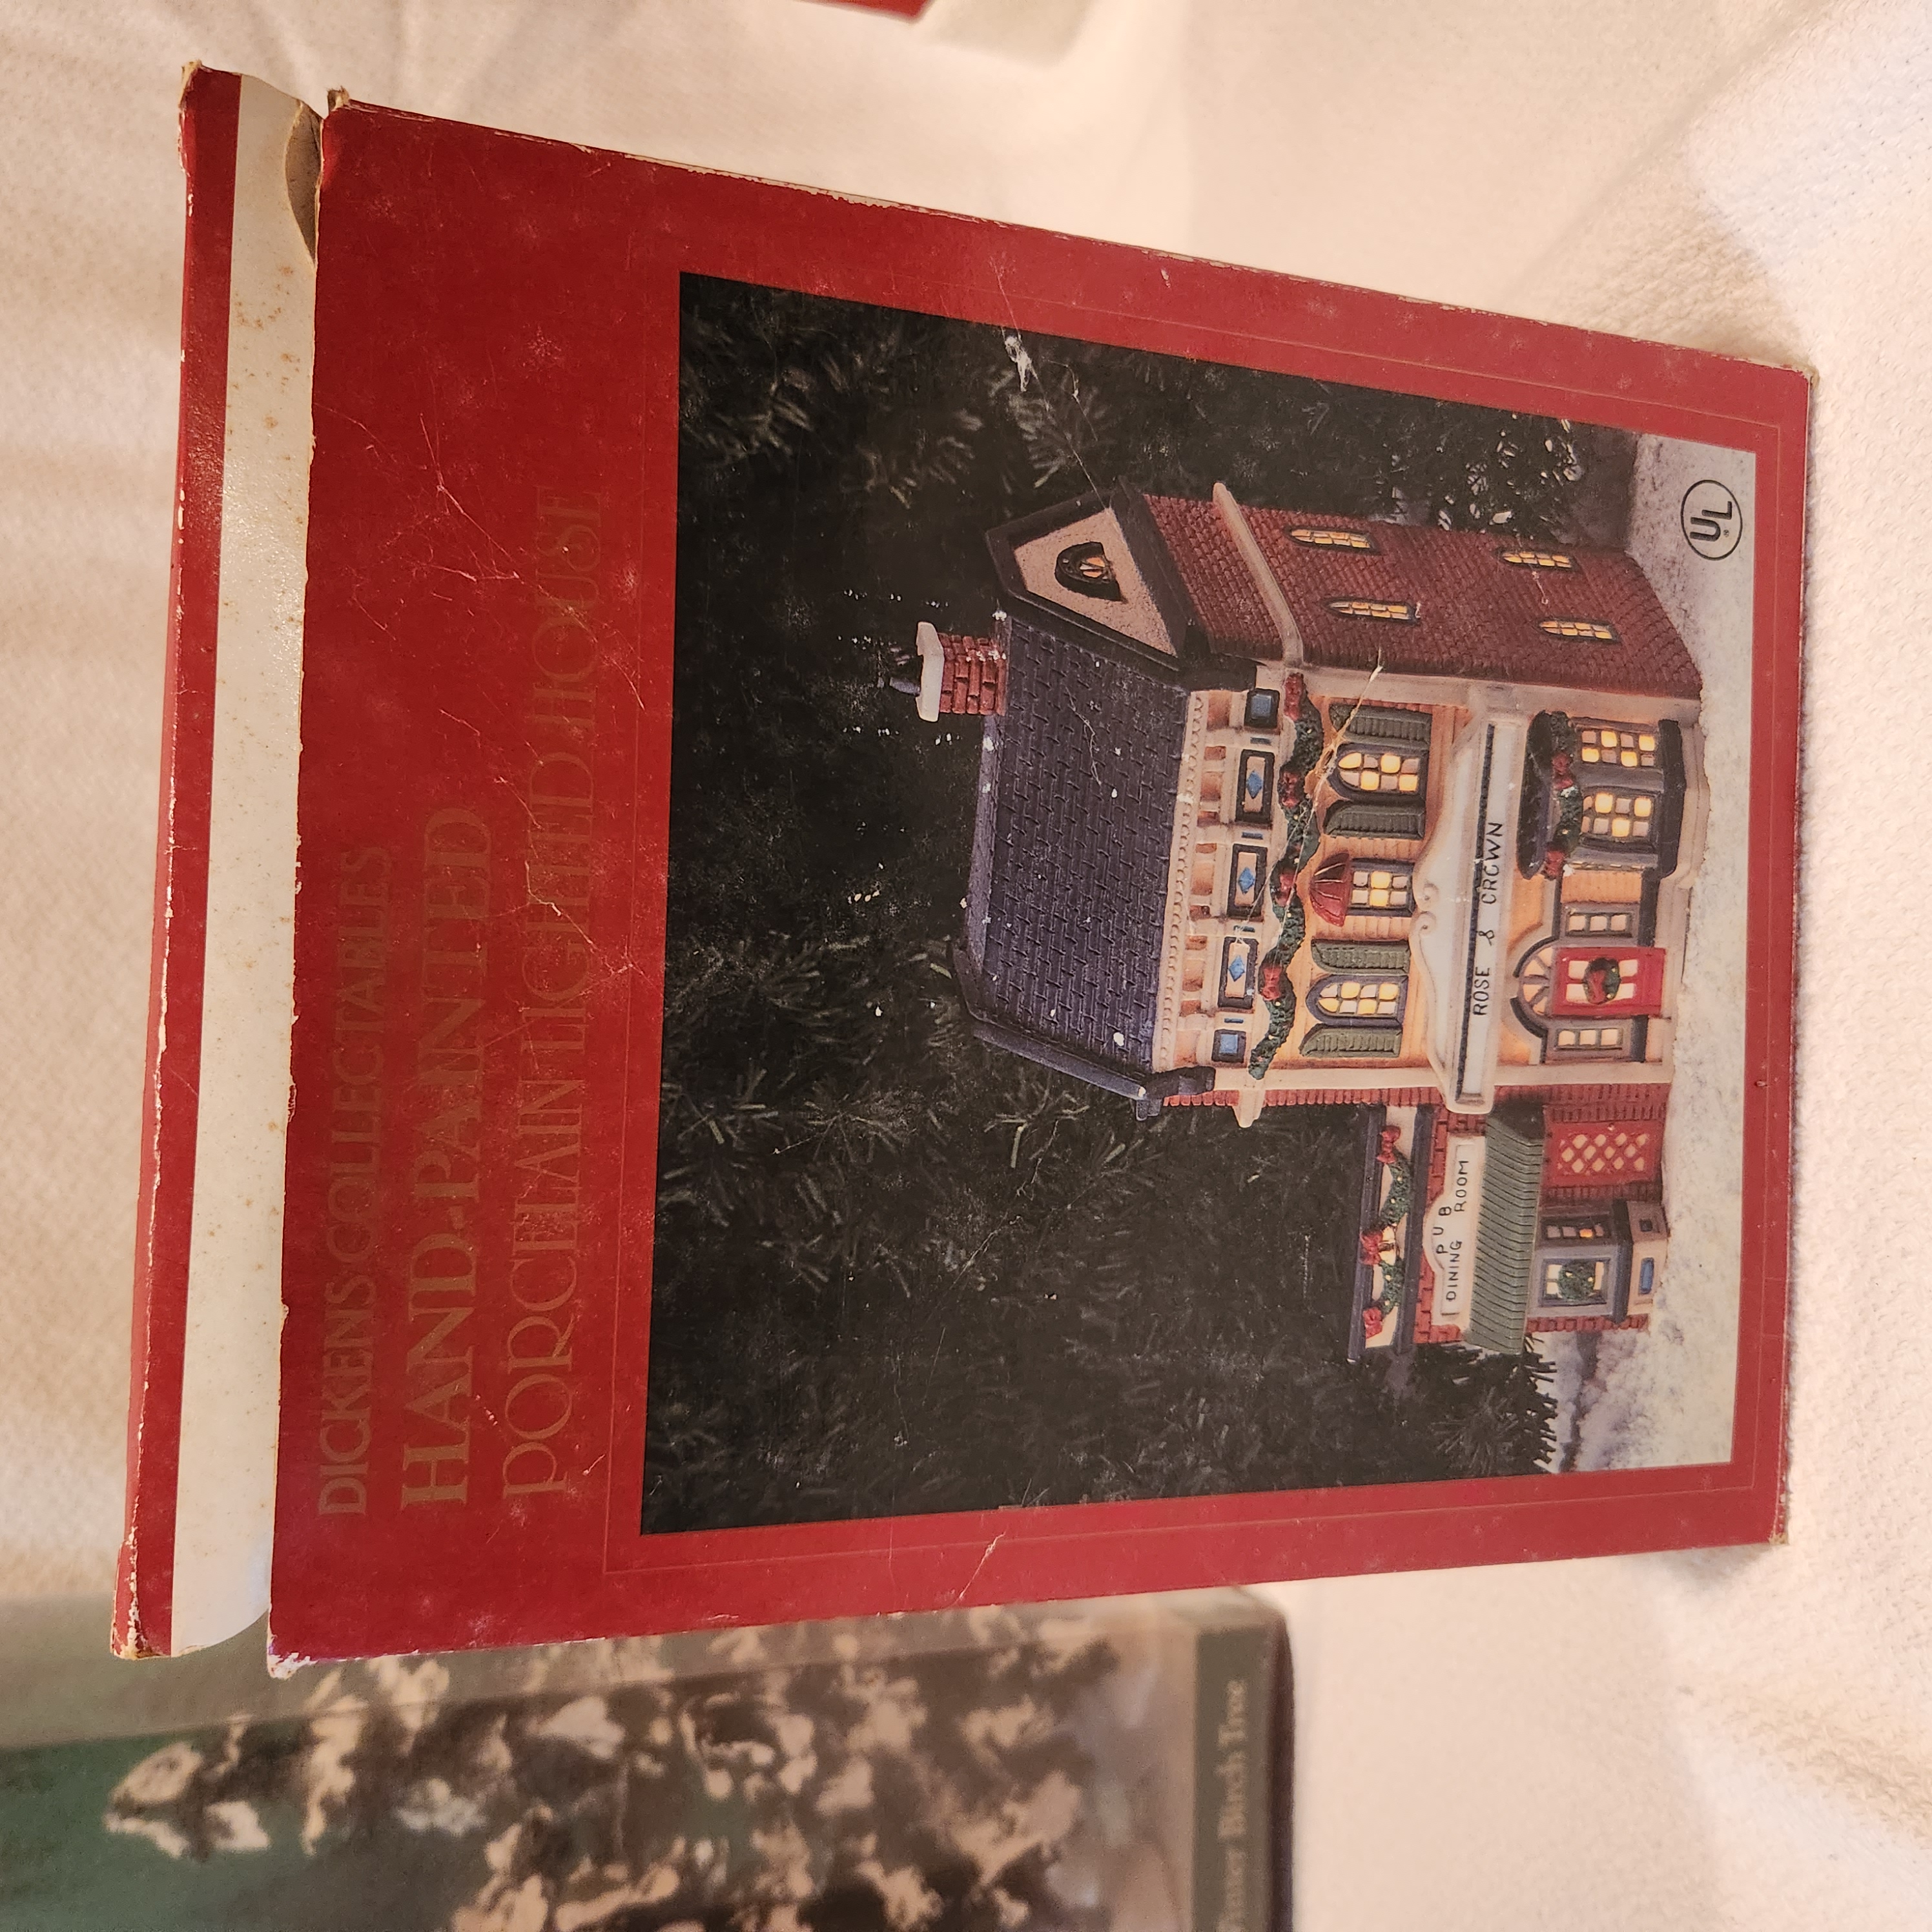 DICKENS COLLECTABLES
HAND-PAINTED
PORCELAIN LIGHTED HOUSE
ROSE & CROWN
PUB
DINING ROOM
UL
Birch Tree